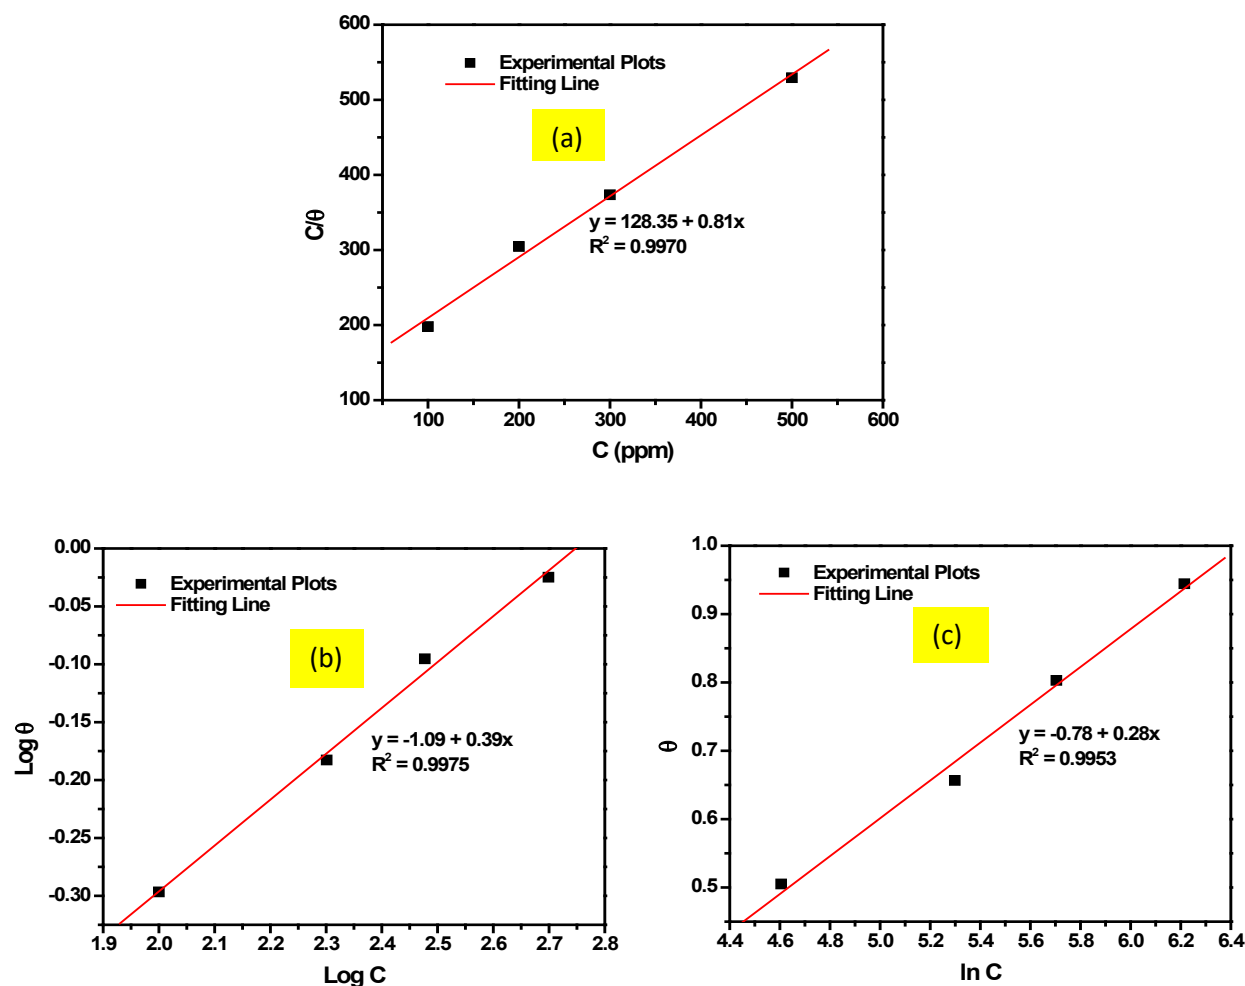 600
500
400
300
200
100
C/θ
Experimental Plots
Fitting Line
(a)
y = 128.35 + 0.81x
R² = 0.9970
100 200 300 400 500 600
C (ppm)
0.00
-0.05
-0.10
-0.15
-0.20
-0.25
-0.30
Log θ
Experimental Plots
Fitting Line
(b)
y = -1.09 + 0.39x
R² = 0.9975
1.9 2.0 2.1 2.2 2.3 2.4 2.5 2.6 2.7 2.8
Log C
1.0
0.9
0.8
0.7
0.6
0.5
θ
Experimental Plots
Fitting Line
(c)
y = -0.78 + 0.28x
R² = 0.9953
4.4 4.6 4.8 5.0 5.2 5.4 5.6 5.8 6.0 6.2 6.4
ln C